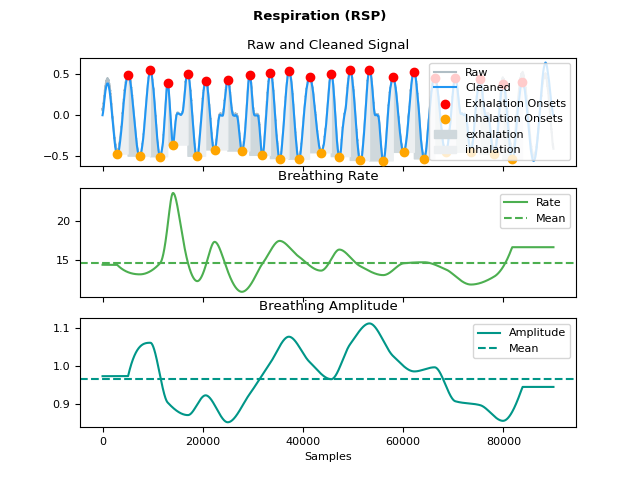 Respiration (RSP)
Raw and Cleaned Signal
0.5
0.0
−0.5
Raw
Cleaned
Exhalation Onsets
Inhalation Onsets
exhalation
inhalation
Breathing Rate
20
15
Rate
Mean
Breathing Amplitude
1.1
1.0
0.9
Amplitude
Mean
0 20000 40000 60000 80000
Samples